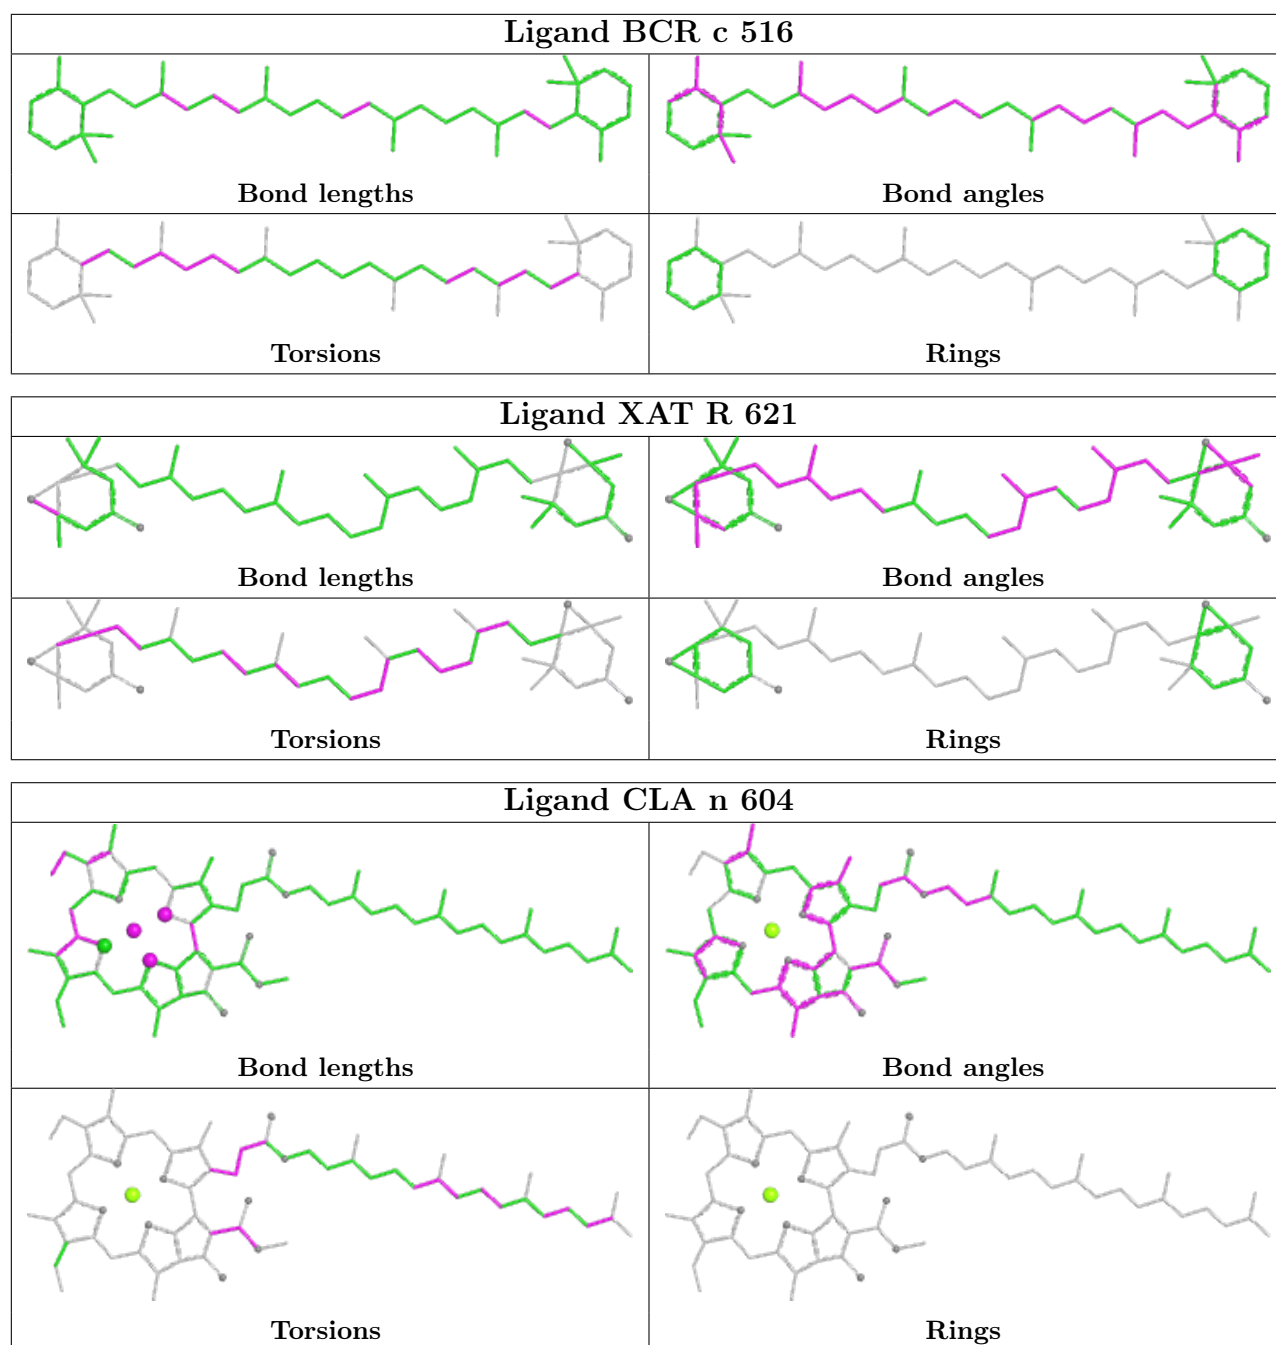 Ligand BCR c 516
Bond lengths
Bond angles
Torsions
Rings
Ligand XAT R 621
Bond lengths
Bond angles
Torsions
Rings
Ligand CLA n 604
Bond lengths
Bond angles
Torsions
Rings